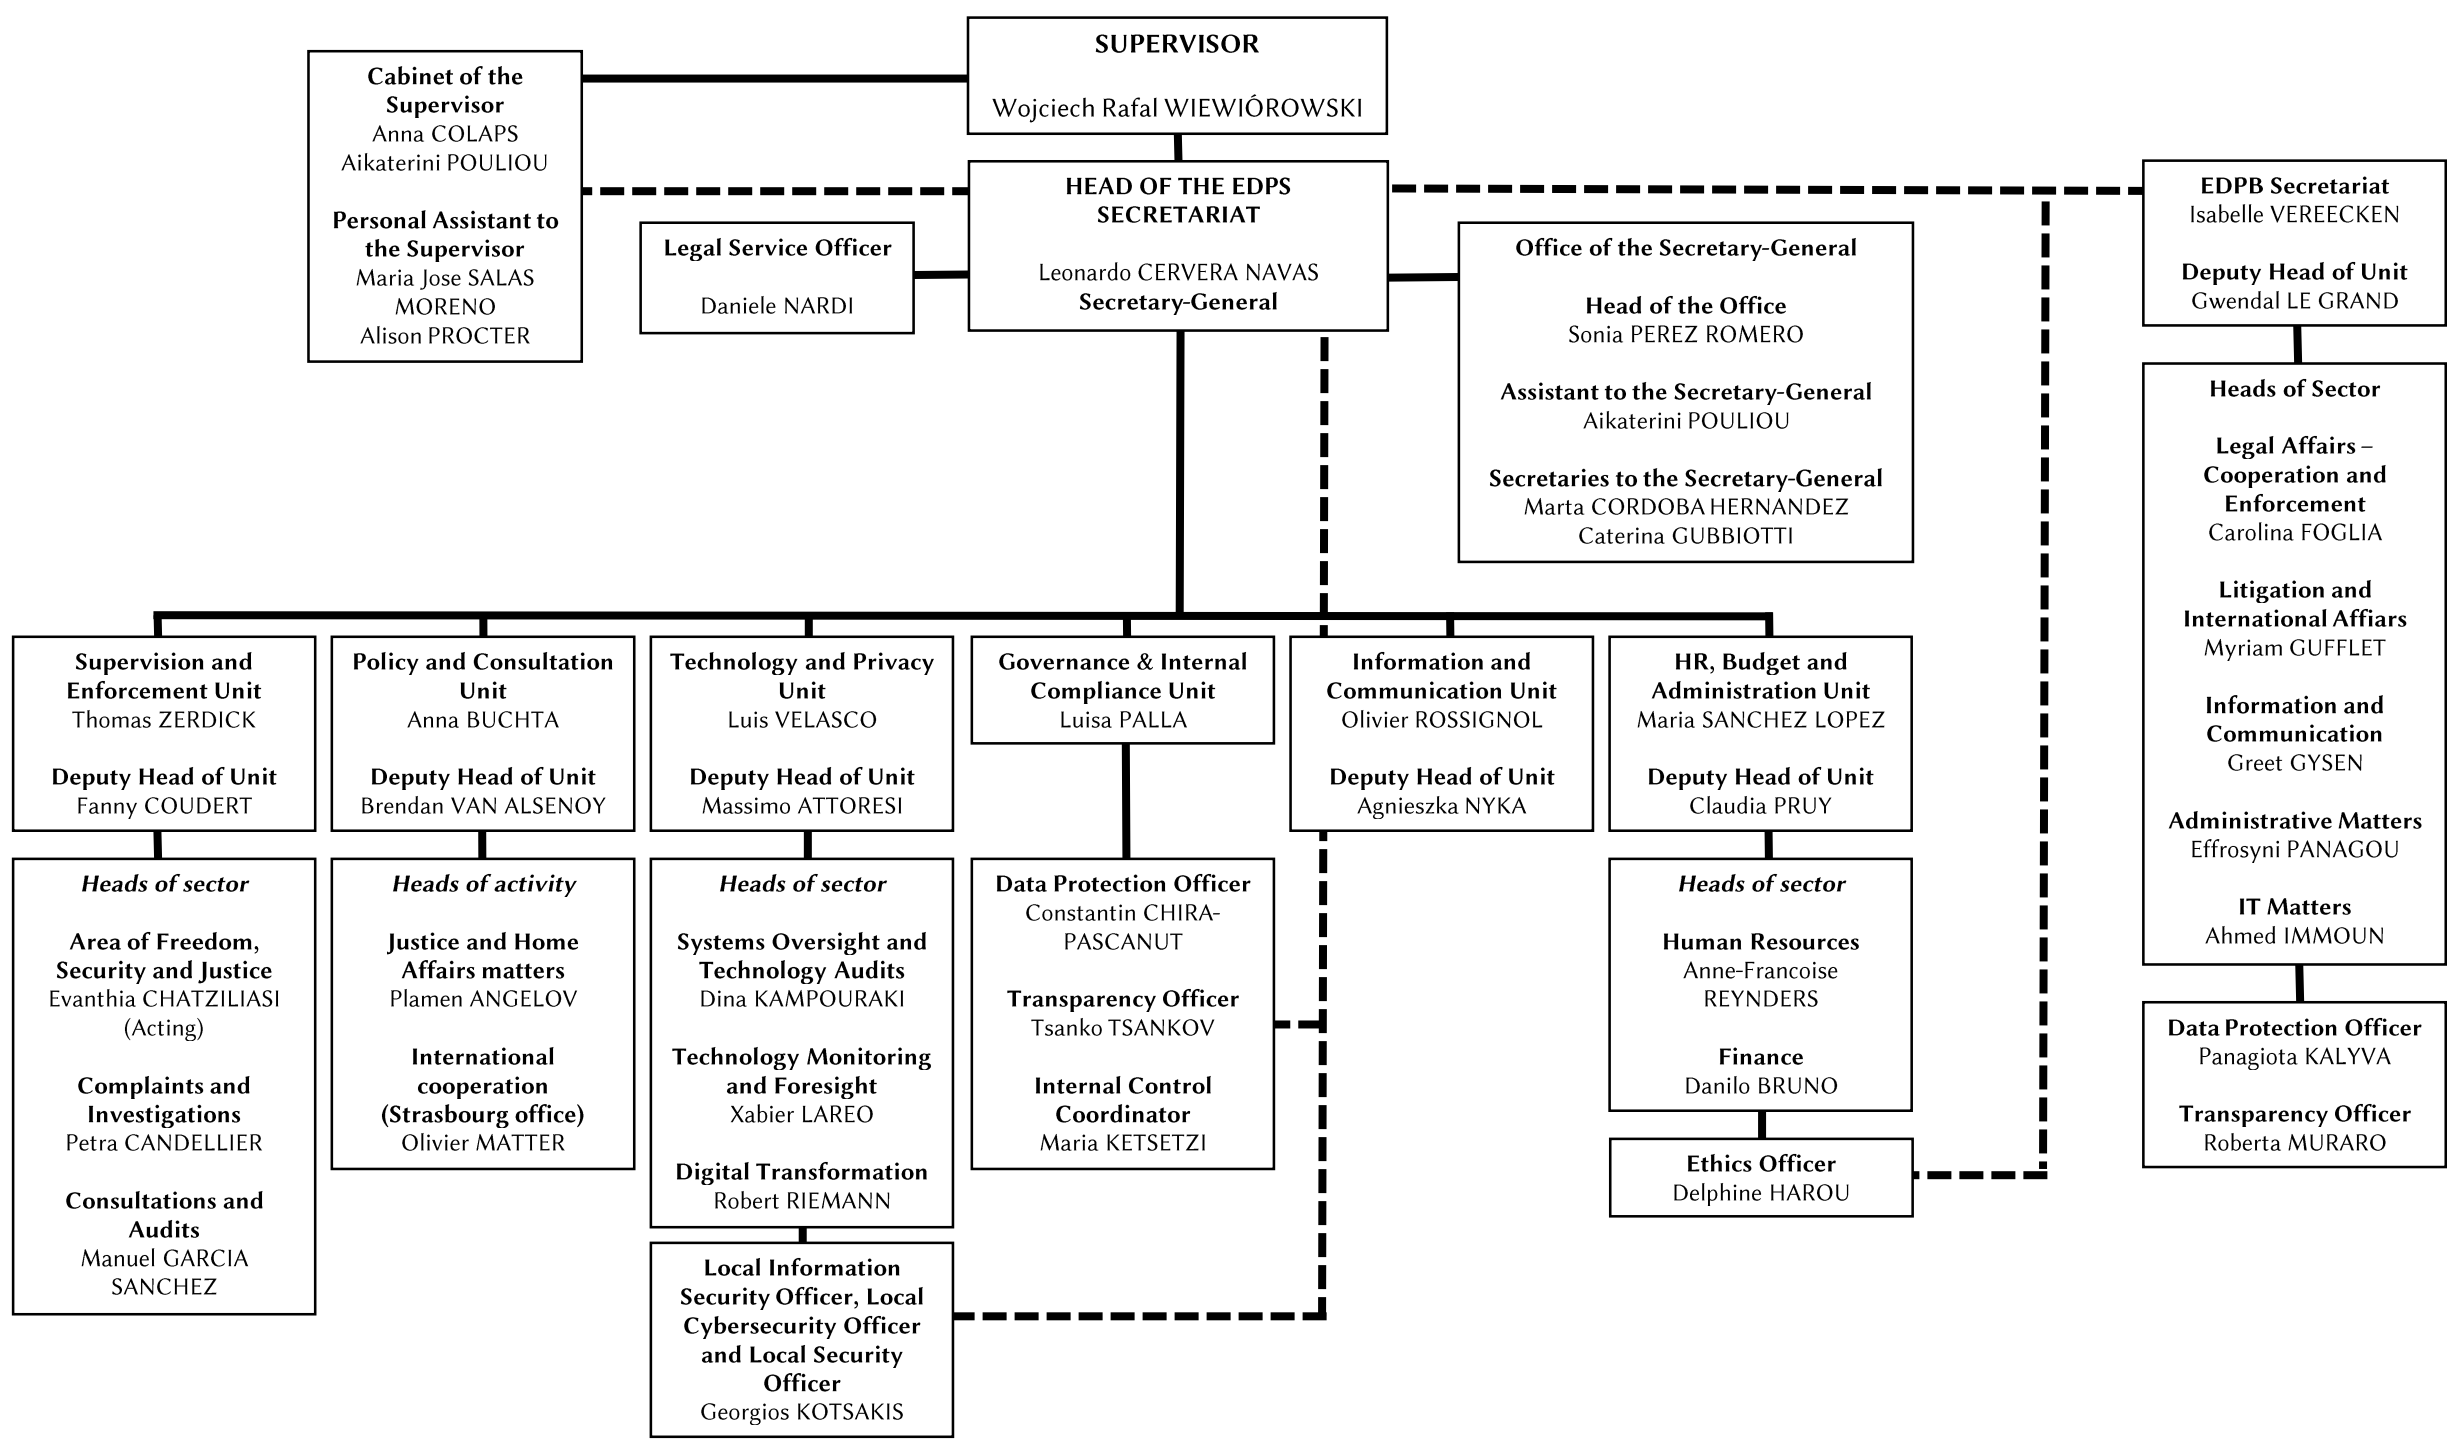 SUPERVISOR
Wojciech Rafal WIEWIÓROWSKI
Cabinet of the
Supervisor
Anna COLAPS
Aikaterini POULIOU
Personal Assistant to
the Supervisor
Maria Jose SALAS
MORENO
Alison PROCTER
HEAD OF THE EDPS
SECRETARIAT
Leonardo CERVERA NAVAS
Secretary-General
Legal Service Officer
Daniele NARDI
Office of the Secretary-General
Head of the Office
Sonia PEREZ ROMERO
Assistant to the Secretary-General
Aikaterini POULIOU
Secretaries to the Secretary-General
Marta CORDOBA HERNANDEZ
Caterina GUBBIOTTI
EDPB Secretariat
Isabelle VEREECKEN
Deputy Head of Unit
Gwendal LE GRAND
Heads of Sector
Legal Affairs –
Cooperation and
Enforcement
Carolina FOGLIA
Litigation and
International Affiars
Myriam GUFFLET
Information and
Communication
Greet GYSEN
Administrative Matters
Effrosyni PANAGOU
IT Matters
Ahmed IMMOUN
Data Protection Officer
Panagiota KALYVA
Transparency Officer
Roberta MURARO
Supervision and
Enforcement Unit
Thomas ZERDICK
Deputy Head of Unit
Fanny COUDERT
Heads of sector
Area of Freedom,
Security and Justice
Evanthia CHATZILIASI
(Acting)
Complaints and
Investigations
Petra CANDELLIER
Consultations and
Audits
Manuel GARCIA
SANCHEZ
Policy and Consultation
Unit
Anna BUCHTA
Deputy Head of Unit
Brendan VAN ALSENOY
Heads of activity
Justice and Home
Affairs matters
Plamen ANGELOV
International
cooperation
(Strasbourg office)
Olivier MATTER
Technology and Privacy
Unit
Luis VELASCO
Deputy Head of Unit
Massimo ATTORESI
Heads of sector
Systems Oversight and
Technology Audits
Dina KAMPOURAKI
Technology Monitoring
and Foresight
Xabier LAREO
Digital Transformation
Robert RIEMANN
Local Information
Security Officer, Local
Cybersecurity Officer
and Local Security
Officer
Georgios KOTSAKIS
Governance & Internal
Compliance Unit
Luisa PALLA
Data Protection Officer
Constantin CHIRA-
PASCANUT
Transparency Officer
Tsanko TSANKOV
Internal Control
Coordinator
Maria KETSETZI
Information and
Communication Unit
Olivier ROSSIGNOL
Deputy Head of Unit
Agnieszka NYKA
HR, Budget and
Administration Unit
Maria SANCHEZ LOPEZ
Deputy Head of Unit
Claudia PRUY
Heads of sector
Human Resources
Anne-Francoise
REYNDERS
Finance
Danilo BRUNO
Ethics Officer
Delphine HAROU